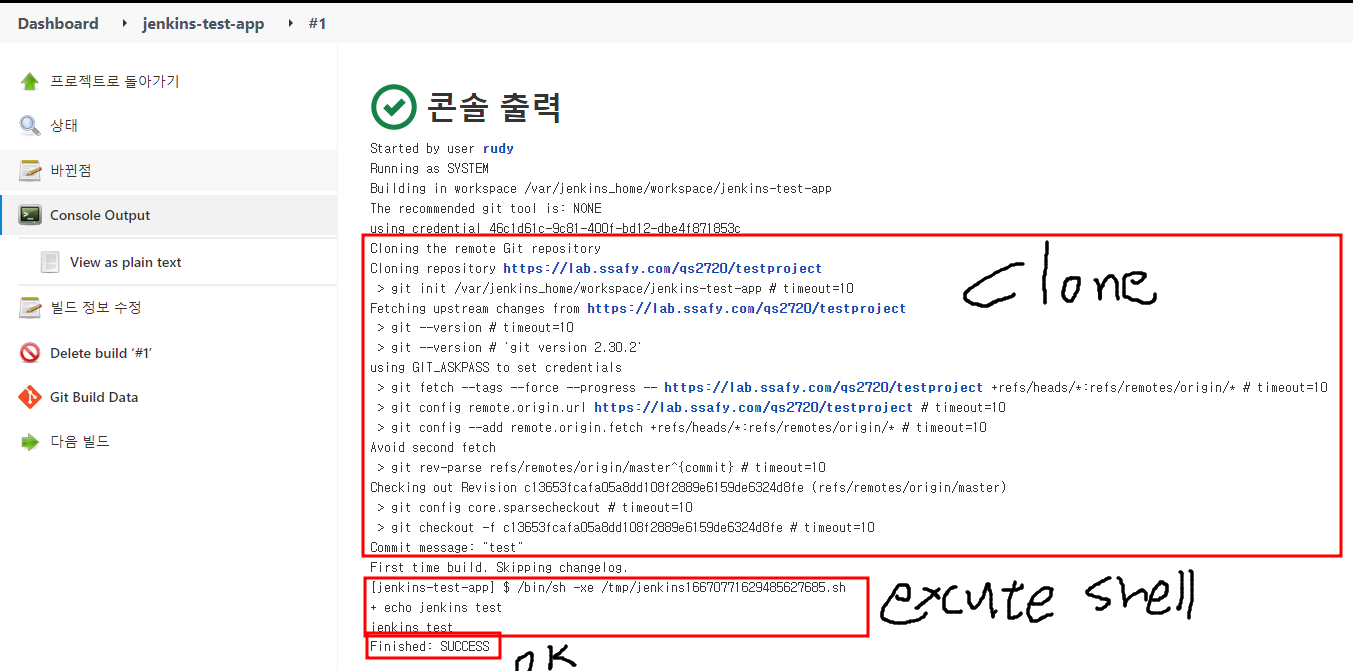 Dashboard > jenkins-test-app > #1
프로젝트로 돌아가기
상태
바뀐점
Console Output
View as plain text
빌드 정보 수정
Delete build ‘#1’
Git Build Data
다음 빌드
콘솔 출력
Started by user rudy
Running as SYSTEM
Building in workspace /var/jenkins_home/workspace/jenkins-test-app
The recommended git tool is: NONE
using credential 46c1d61c-9c81-400f-bd12-dbe4f871853c
Cloning the remote Git repository
Cloning repository https://lab.ssafy.com/qs2720/testproject
> git init /var/jenkins_home/workspace/jenkins-test-app # timeout=10
Fetching upstream changes from https://lab.ssafy.com/qs2720/testproject
> git --version # timeout=10
> git --version # 'git version 2.30.2'
using GIT_ASKPASS to set credentials
> git fetch --tags --force --progress -- https://lab.ssafy.com/qs2720/testproject +refs/heads/*:refs/remotes/origin/* # timeout=10
> git config remote.origin.url https://lab.ssafy.com/qs2720/testproject # timeout=10
> git config --add remote.origin.fetch +refs/heads/*:refs/remotes/origin/* # timeout=10
Avoid second fetch
> git rev-parse refs/remotes/origin/master^{commit} # timeout=10
Checking out Revision c13653fcafa05a8dd108f2889e6159de6324d8fe (refs/remotes/origin/master)
> git config core.sparsecheckout # timeout=10
> git checkout -f c13653fcafa05a8dd108f2889e6159de6324d8fe # timeout=10
Commit message: "test"
First time build. Skipping changelog.
[jenkins-test-app] $ /bin/sh -xe /tmp/jenkins16670771629485627685.sh
+ echo jenkins test
jenkins test
Finished: SUCCESS
clone
excute shell
OK